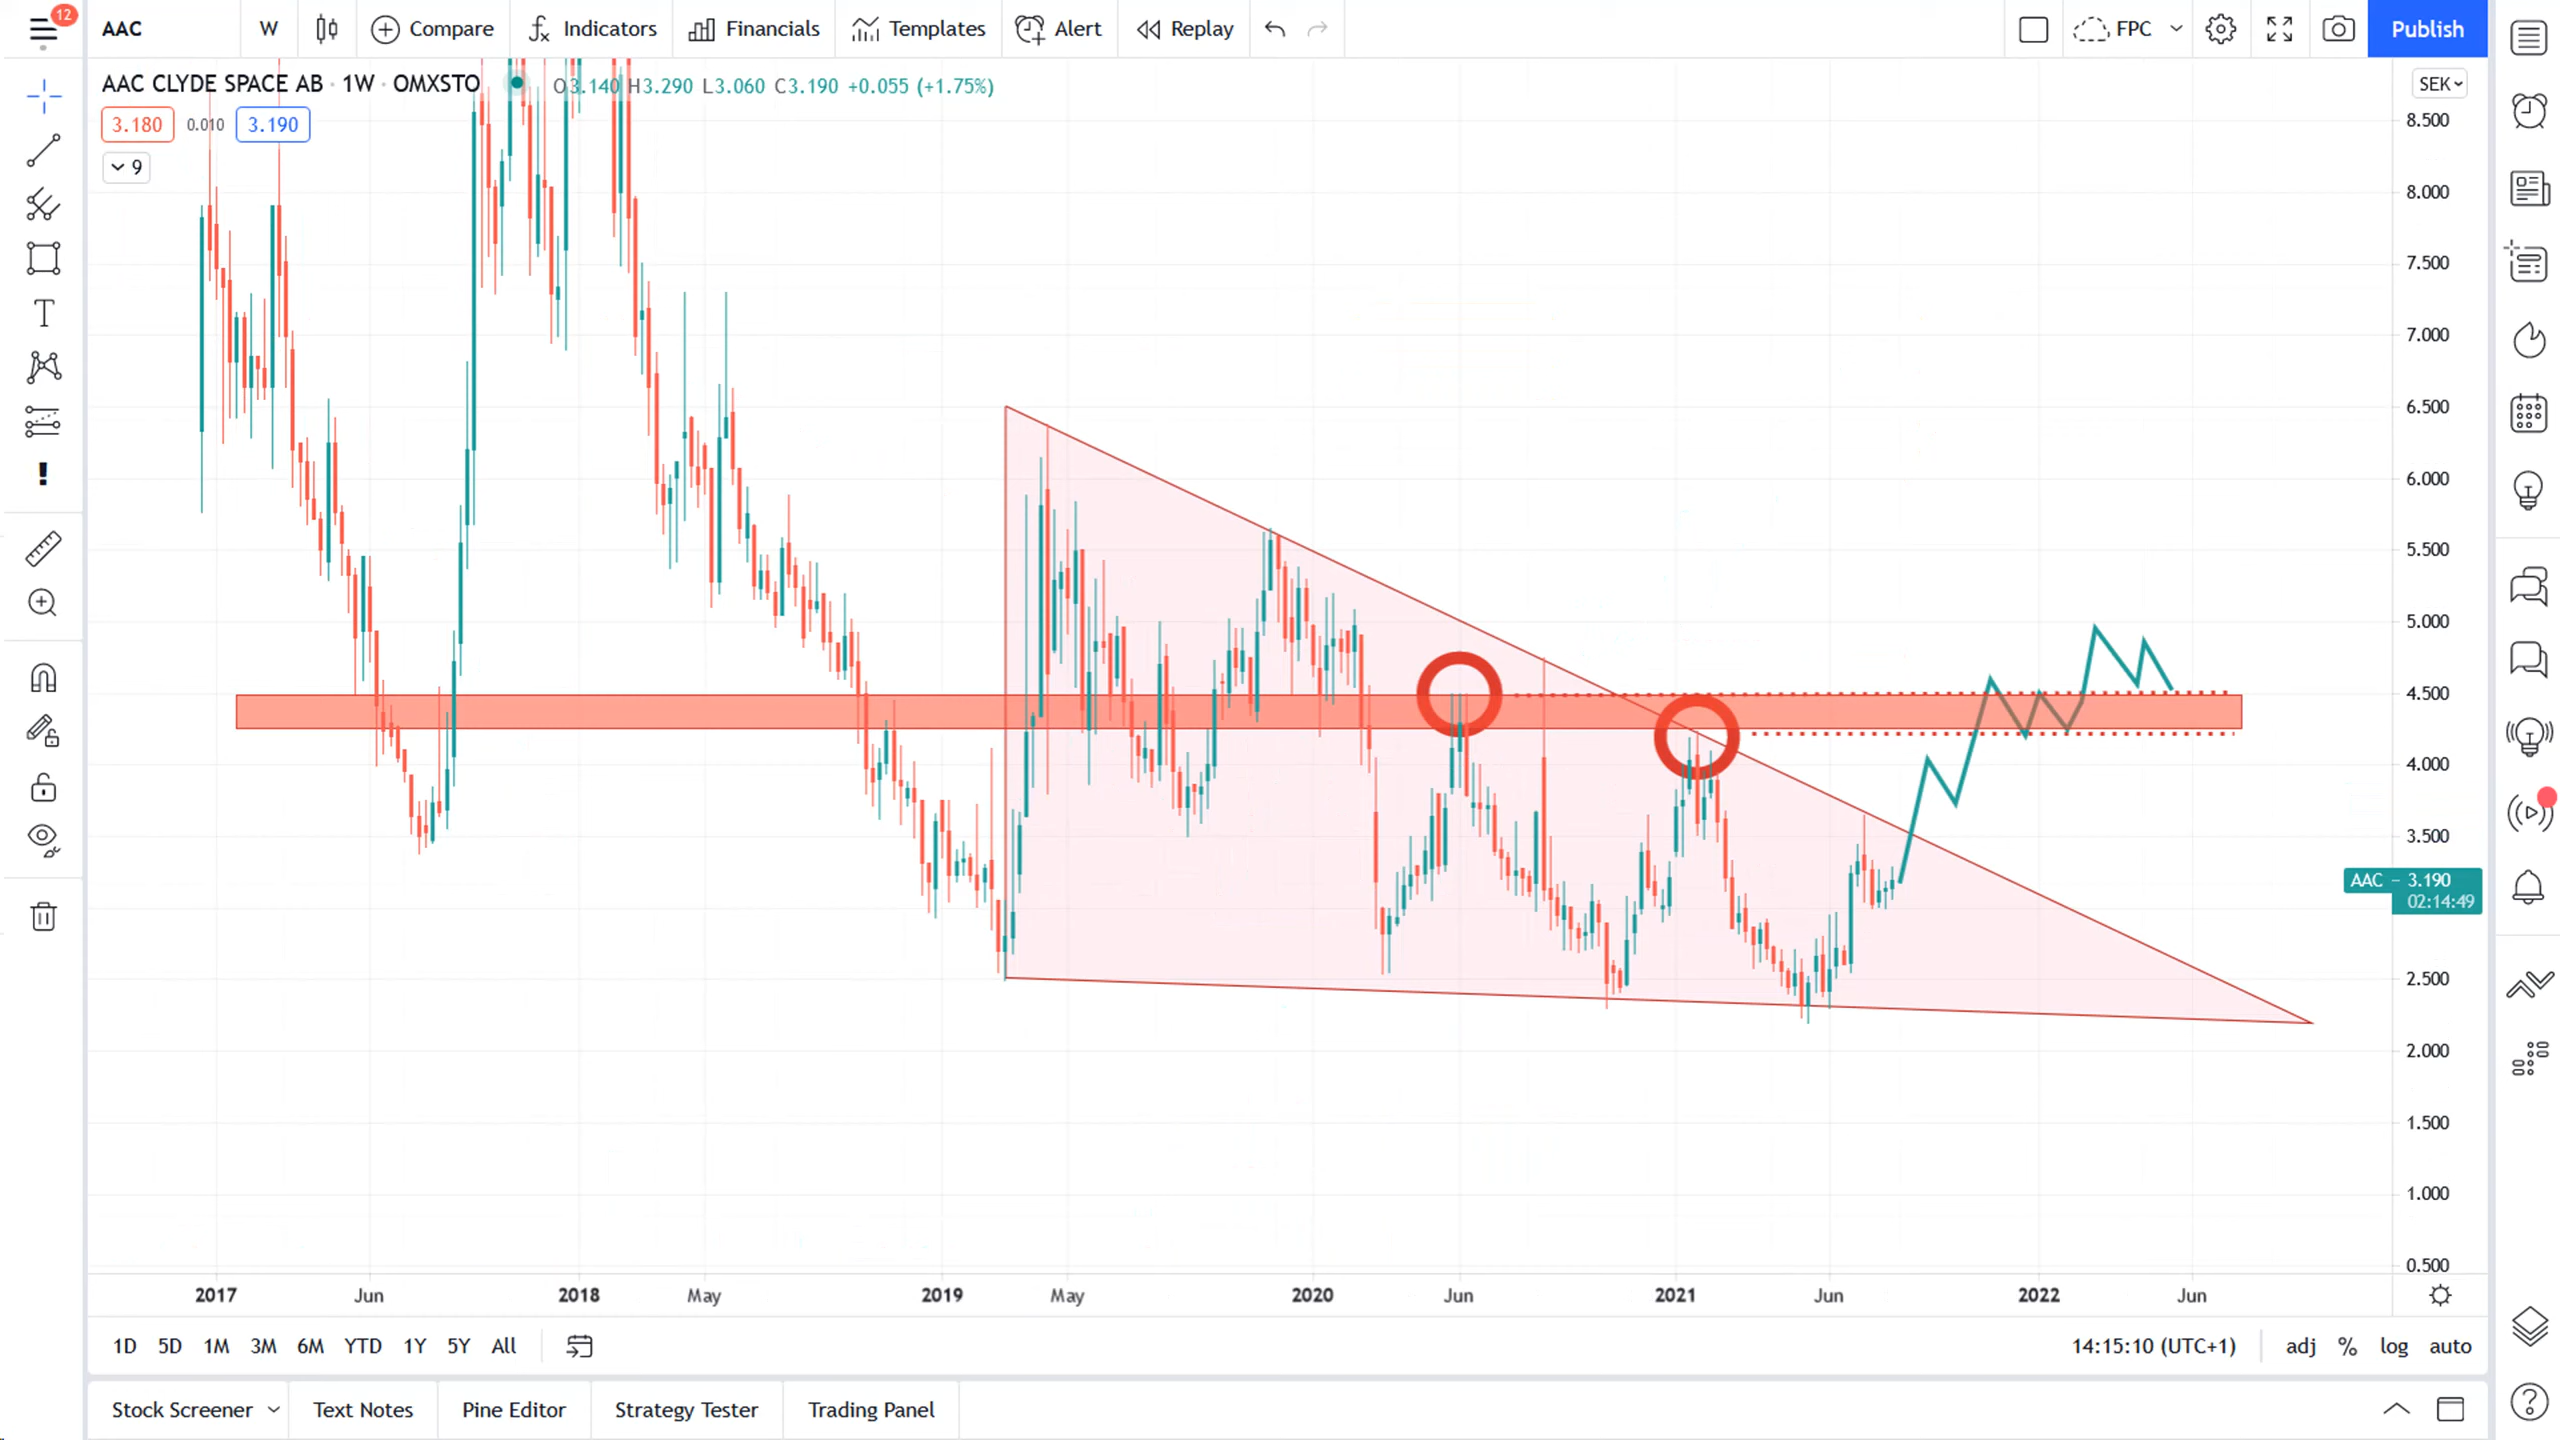 12
AAC W Compare Indicators Financials Templates Alert Replay FPC Publish
AAC CLYDE SPACE AB · 1W · OMXSTO O3.140 H3.290 L3.060 C3.190 +0.055 (+1.75%)
SEK
3.180 0.010 3.190
9
8.500
8.000
7.500
7.000
6.500
6.000
5.500
5.000
4.500
4.000
3.500
AAC – 3.190
02:14:49
2.500
2.000
1.500
1.000
0.500
2017 Jun 2018 May 2019 May 2020 Jun 2021 Jun 2022 Jun
1D 5D 1M 3M 6M YTD 1Y 5Y All 14:15:10 (UTC+1) adj % log auto
Stock Screener Text Notes Pine Editor Strategy Tester Trading Panel